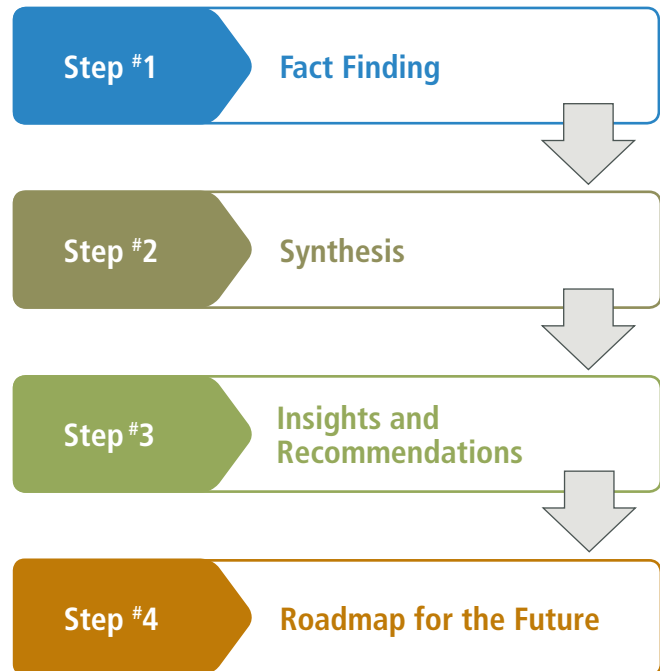 Step #1
Fact Finding
Step #2
Synthesis
Step #3
Insights and
Recommendations
Step #4
Roadmap for the Future